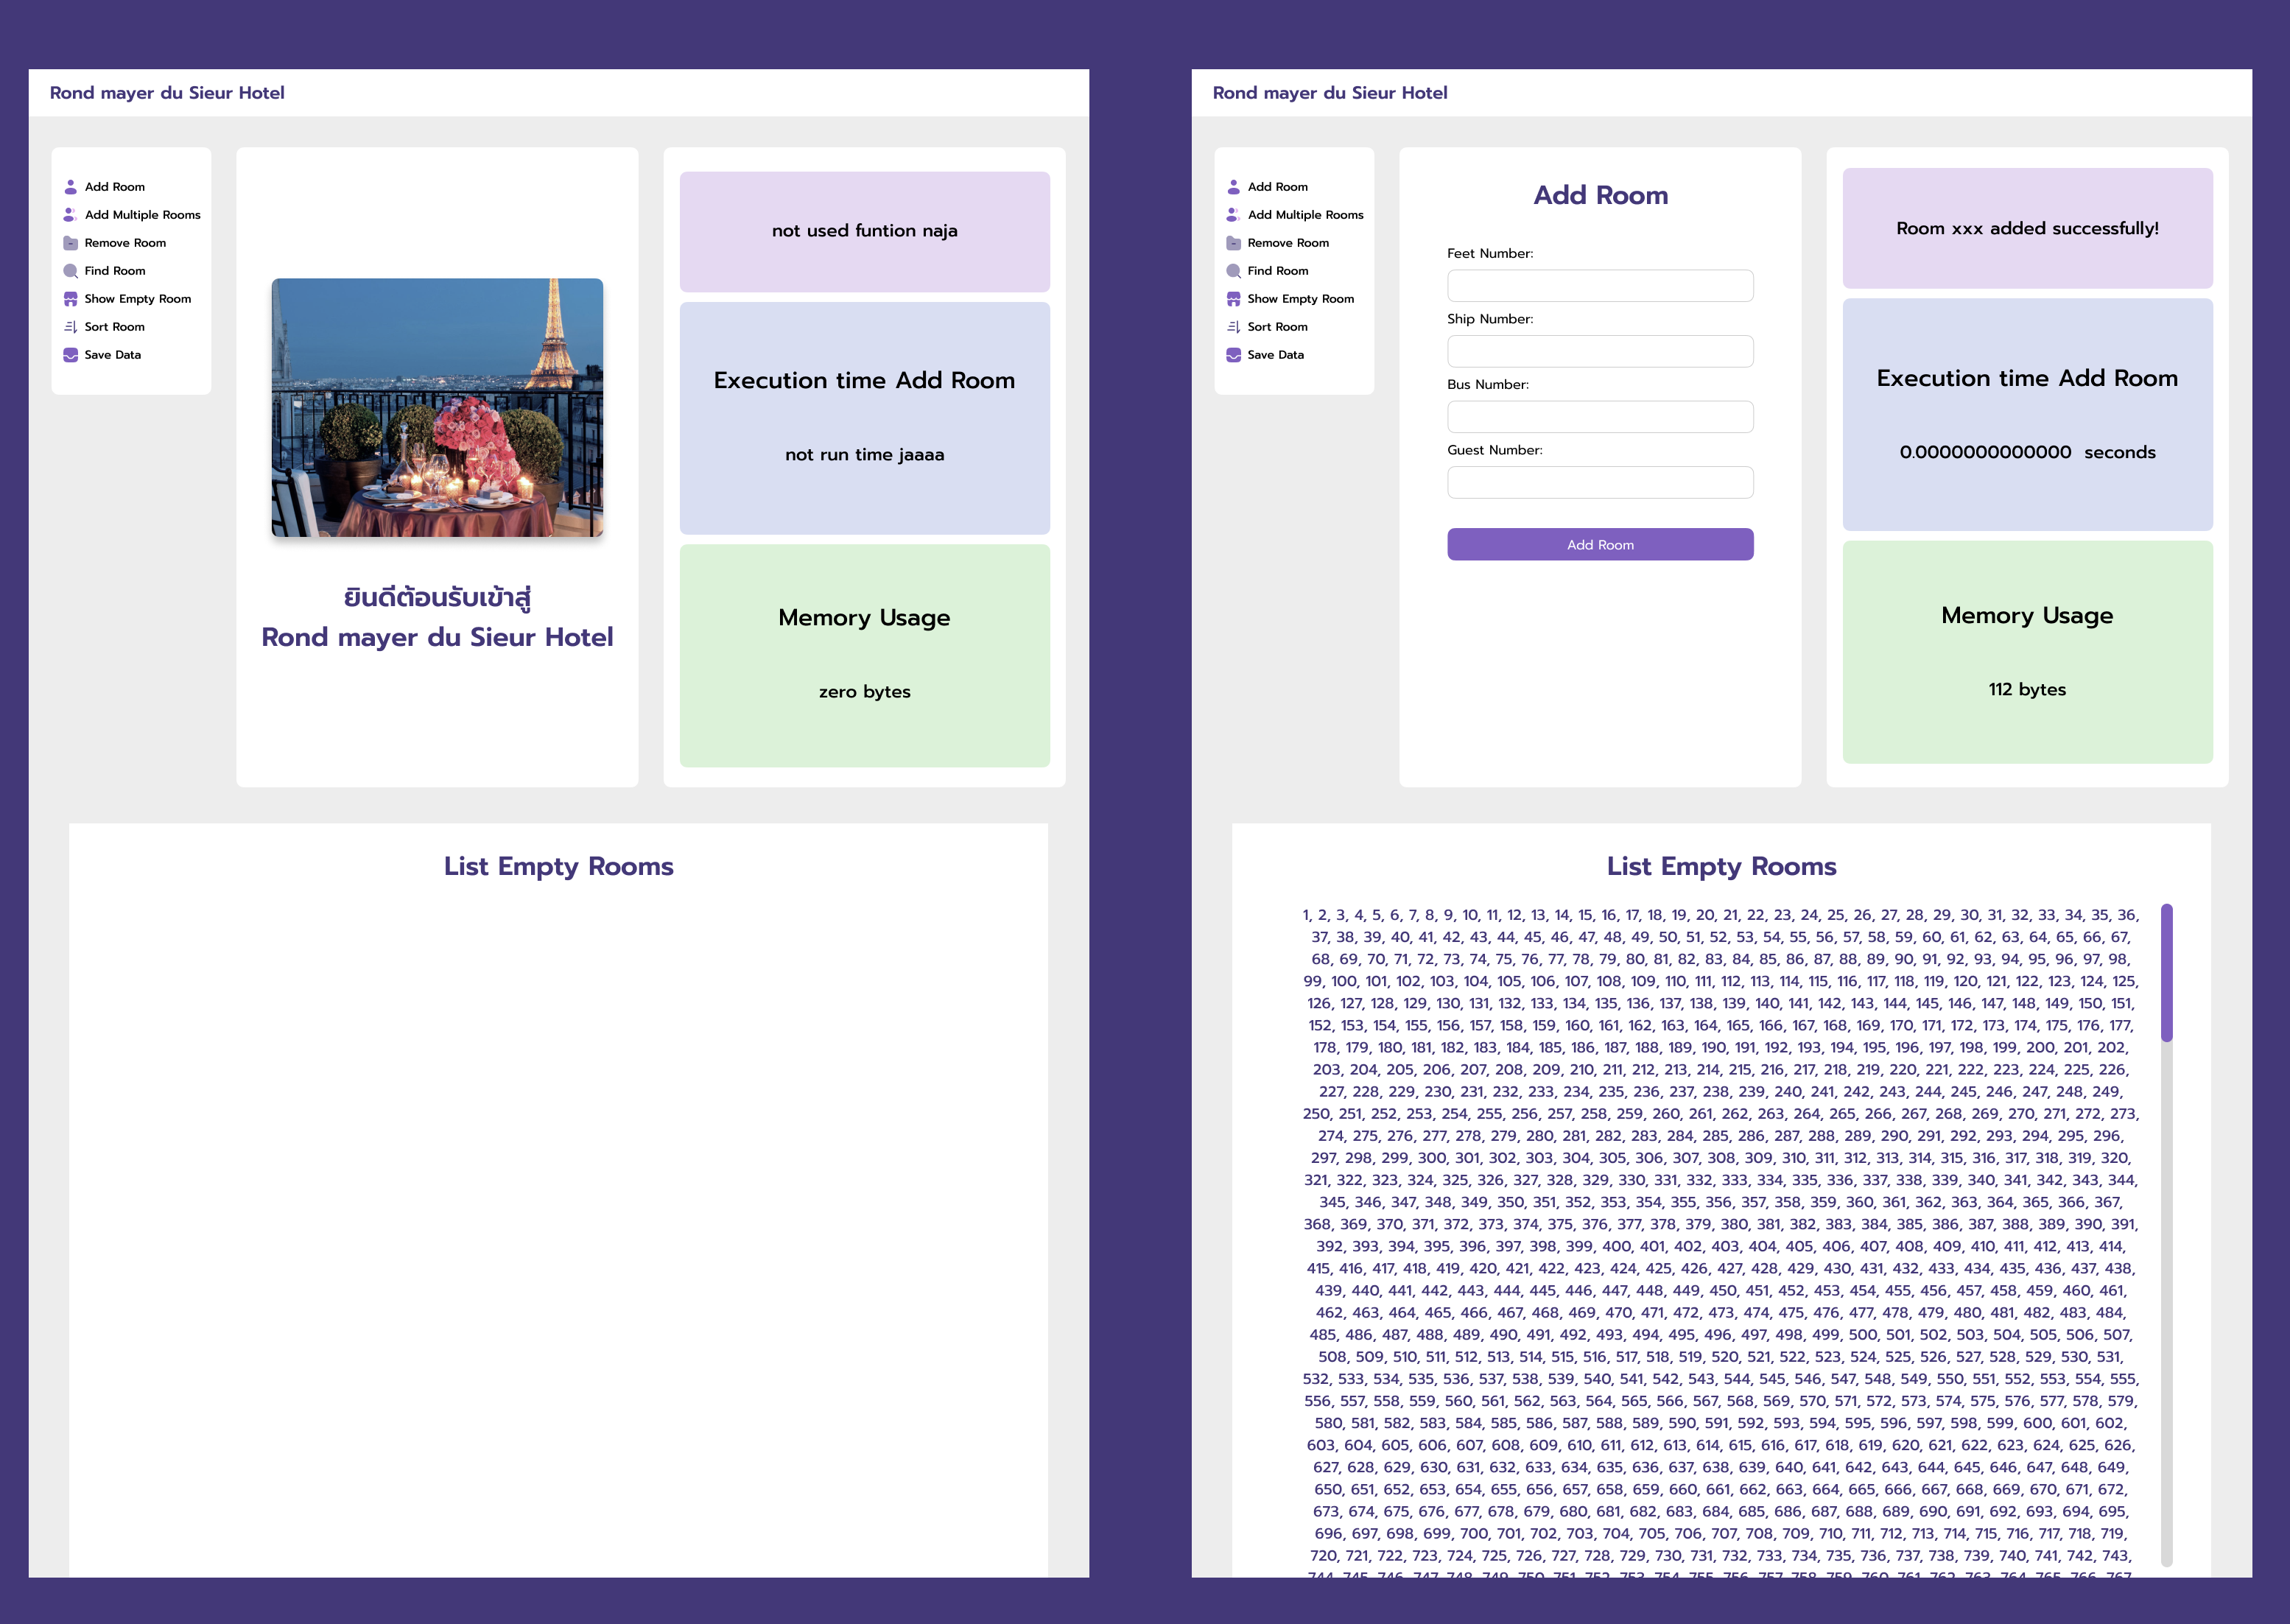 Rond mayer du Sieur Hotel
Add Room
Add Multiple Rooms
Remove Room
Find Room
Show Empty Room
Sort Room
Save Data
ยินดีต้อนรับเข้าสู่
Rond mayer du Sieur Hotel
not used funtion naja
Execution time Add Room
not run time jaaaa
Memory Usage
zero bytes
List Empty Rooms
Rond mayer du Sieur Hotel
Add Room
Add Multiple Rooms
Remove Room
Find Room
Show Empty Room
Sort Room
Save Data
Add Room
Feet Number:
Ship Number:
Bus Number:
Guest Number:
Add Room
Room xxx added successfully!
Execution time Add Room
0.0000000000000 seconds
Memory Usage
112 bytes
List Empty Rooms
1, 2, 3, 4, 5, 6, 7, 8, 9, 10, 11, 12, 13, 14, 15, 16, 17, 18, 19, 20, 21, 22, 23, 24, 25, 26, 27, 28, 29, 30, 31, 32, 33, 34, 35, 36,
37, 38, 39, 40, 41, 42, 43, 44, 45, 46, 47, 48, 49, 50, 51, 52, 53, 54, 55, 56, 57, 58, 59, 60, 61, 62, 63, 64, 65, 66, 67,
68, 69, 70, 71, 72, 73, 74, 75, 76, 77, 78, 79, 80, 81, 82, 83, 84, 85, 86, 87, 88, 89, 90, 91, 92, 93, 94, 95, 96, 97, 98,
99, 100, 101, 102, 103, 104, 105, 106, 107, 108, 109, 110, 111, 112, 113, 114, 115, 116, 117, 118, 119, 120, 121, 122, 123, 124, 125,
126, 127, 128, 129, 130, 131, 132, 133, 134, 135, 136, 137, 138, 139, 140, 141, 142, 143, 144, 145, 146, 147, 148, 149, 150, 151,
152, 153, 154, 155, 156, 157, 158, 159, 160, 161, 162, 163, 164, 165, 166, 167, 168, 169, 170, 171, 172, 173, 174, 175, 176, 177,
178, 179, 180, 181, 182, 183, 184, 185, 186, 187, 188, 189, 190, 191, 192, 193, 194, 195, 196, 197, 198, 199, 200, 201, 202,
203, 204, 205, 206, 207, 208, 209, 210, 211, 212, 213, 214, 215, 216, 217, 218, 219, 220, 221, 222, 223, 224, 225, 226,
227, 228, 229, 230, 231, 232, 233, 234, 235, 236, 237, 238, 239, 240, 241, 242, 243, 244, 245, 246, 247, 248, 249,
250, 251, 252, 253, 254, 255, 256, 257, 258, 259, 260, 261, 262, 263, 264, 265, 266, 267, 268, 269, 270, 271, 272, 273,
274, 275, 276, 277, 278, 279, 280, 281, 282, 283, 284, 285, 286, 287, 288, 289, 290, 291, 292, 293, 294, 295, 296,
297, 298, 299, 300, 301, 302, 303, 304, 305, 306, 307, 308, 309, 310, 311, 312, 313, 314, 315, 316, 317, 318, 319, 320,
321, 322, 323, 324, 325, 326, 327, 328, 329, 330, 331, 332, 333, 334, 335, 336, 337, 338, 339, 340, 341, 342, 343, 344,
345, 346, 347, 348, 349, 350, 351, 352, 353, 354, 355, 356, 357, 358, 359, 360, 361, 362, 363, 364, 365, 366, 367,
368, 369, 370, 371, 372, 373, 374, 375, 376, 377, 378, 379, 380, 381, 382, 383, 384, 385, 386, 387, 388, 389, 390, 391,
392, 393, 394, 395, 396, 397, 398, 399, 400, 401, 402, 403, 404, 405, 406, 407, 408, 409, 410, 411, 412, 413, 414,
415, 416, 417, 418, 419, 420, 421, 422, 423, 424, 425, 426, 427, 428, 429, 430, 431, 432, 433, 434, 435, 436, 437, 438,
439, 440, 441, 442, 443, 444, 445, 446, 447, 448, 449, 450, 451, 452, 453, 454, 455, 456, 457, 458, 459, 460, 461,
462, 463, 464, 465, 466, 467, 468, 469, 470, 471, 472, 473, 474, 475, 476, 477, 478, 479, 480, 481, 482, 483, 484,
485, 486, 487, 488, 489, 490, 491, 492, 493, 494, 495, 496, 497, 498, 499, 500, 501, 502, 503, 504, 505, 506, 507,
508, 509, 510, 511, 512, 513, 514, 515, 516, 517, 518, 519, 520, 521, 522, 523, 524, 525, 526, 527, 528, 529, 530, 531,
532, 533, 534, 535, 536, 537, 538, 539, 540, 541, 542, 543, 544, 545, 546, 547, 548, 549, 550, 551, 552, 553, 554, 555,
556, 557, 558, 559, 560, 561, 562, 563, 564, 565, 566, 567, 568, 569, 570, 571, 572, 573, 574, 575, 576, 577, 578, 579,
580, 581, 582, 583, 584, 585, 586, 587, 588, 589, 590, 591, 592, 593, 594, 595, 596, 597, 598, 599, 600, 601, 602,
603, 604, 605, 606, 607, 608, 609, 610, 611, 612, 613, 614, 615, 616, 617, 618, 619, 620, 621, 622, 623, 624, 625, 626,
627, 628, 629, 630, 631, 632, 633, 634, 635, 636, 637, 638, 639, 640, 641, 642, 643, 644, 645, 646, 647, 648, 649,
650, 651, 652, 653, 654, 655, 656, 657, 658, 659, 660, 661, 662, 663, 664, 665, 666, 667, 668, 669, 670, 671, 672,
673, 674, 675, 676, 677, 678, 679, 680, 681, 682, 683, 684, 685, 686, 687, 688, 689, 690, 691, 692, 693, 694, 695,
696, 697, 698, 699, 700, 701, 702, 703, 704, 705, 706, 707, 708, 709, 710, 711, 712, 713, 714, 715, 716, 717, 718, 719,
720, 721, 722, 723, 724, 725, 726, 727, 728, 729, 730, 731, 732, 733, 734, 735, 736, 737, 738, 739, 740, 741, 742, 743,